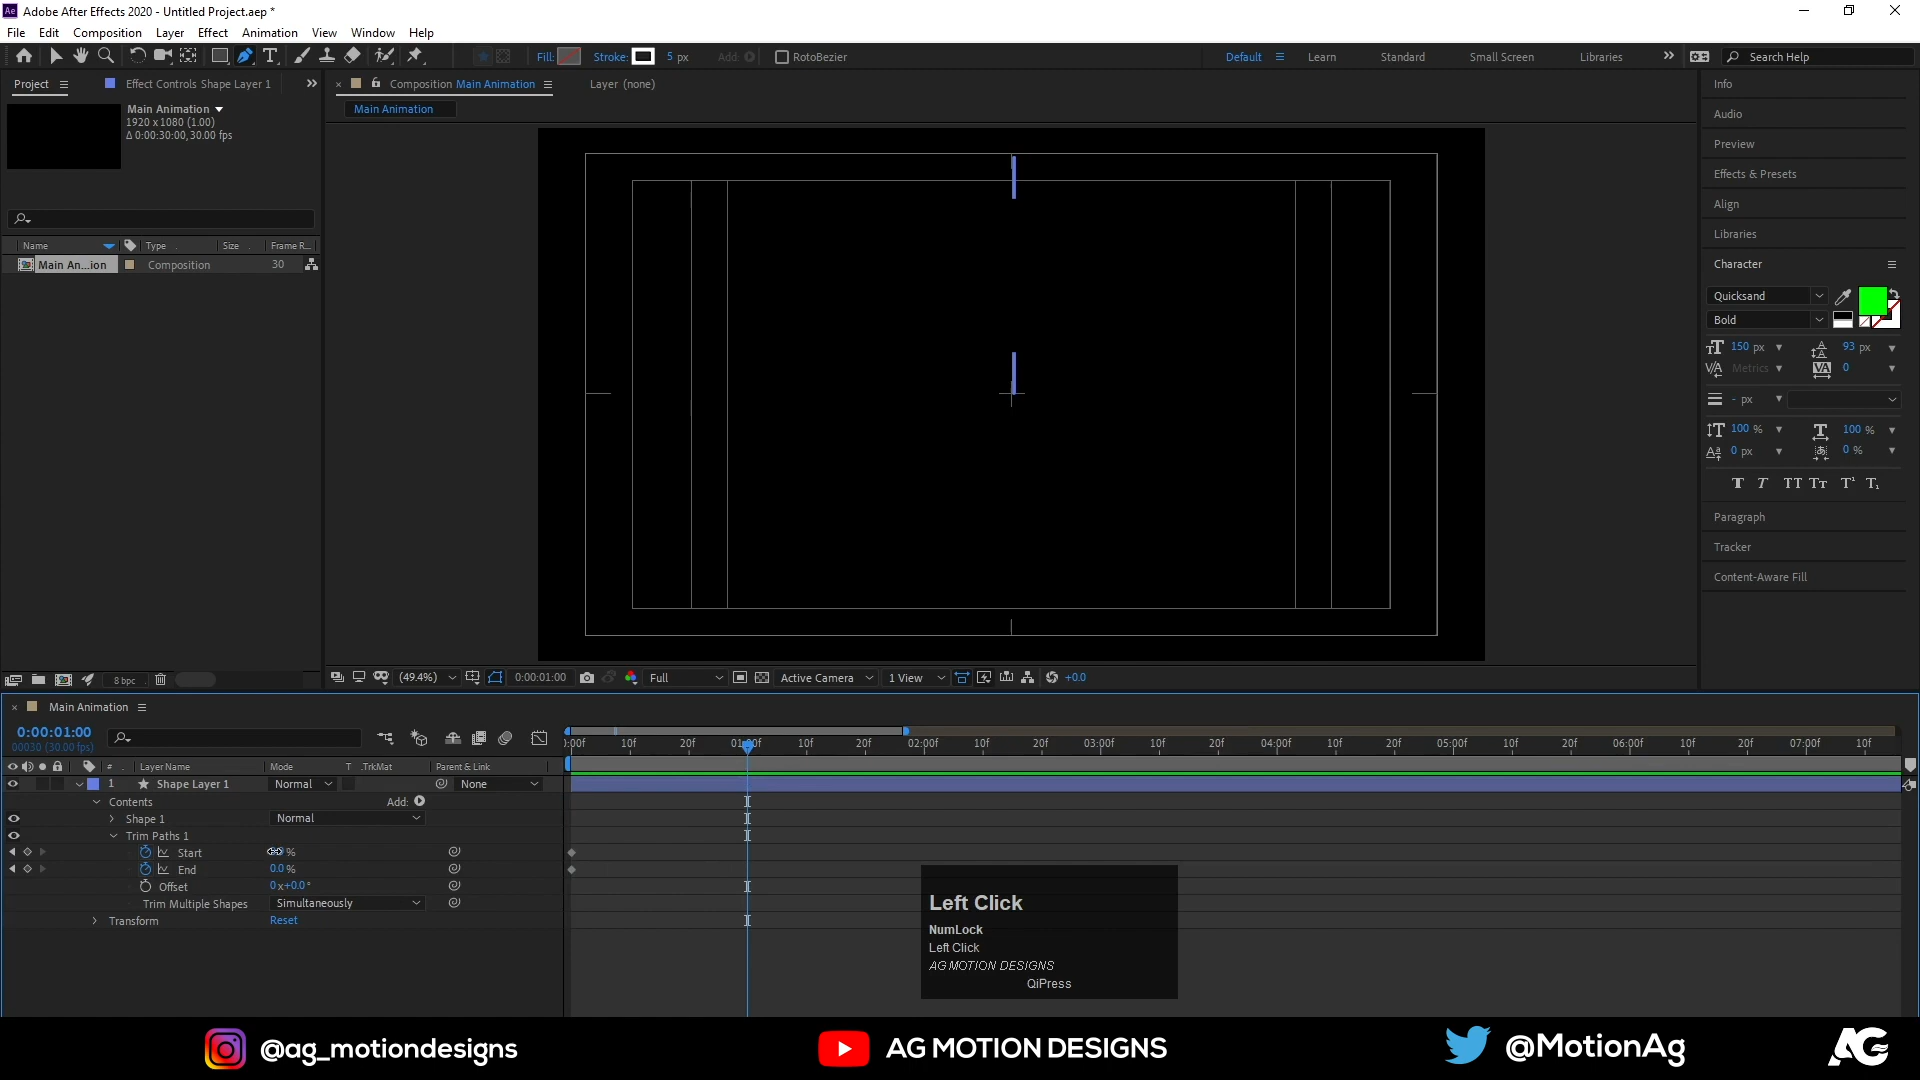 Adobe After Effects 2020 - Untitled Project.aep *
File Edit Composition Layer Effect Animation View Window Help
Fill: Stroke: 5 px Add: RotoBezier Default Learn Standard Small Screen Libraries Search Help
Project Effect Controls Shape Layer 1 Composition Main Animation Layer (none) Info
Main Animation
1920 x 1080 (1.00)
Δ 0:00:30:00, 30.00 fps
Main Animation
Audio
Preview
Effects & Presets
Align
Libraries
Character
Quicksand
Bold
150 px 93 px
Metrics 0
- px
100 % 100 %
0 px 0 %
T T TT Tт T¹ T₁
Paragraph
Tracker
Content-Aware Fill
Name Type Size Frame R...
Main An...ion Composition 30
8 bpc
(49.4%) 0:00:01:00 Full Active Camera 1 View +0.0
Main Animation
0:00:01:00
00030 (30.00 fps)
:00f 10f 20f 01:00f 10f 20f 02:00f 10f 20f 03:00f 10f 20f 04:00f 10f 20f 05:00f 10f 20f 06:00f 10f 20f 07:00f 10f
# Layer Name Mode T .TrkMat Parent & Link
1 Shape Layer 1 Normal None
Contents Add:
Shape 1 Normal
Trim Paths 1
Start %
End 0.0 %
Offset 0 x+0.0 °
Trim Multiple Shapes Simultaneously
Transform Reset
Left Click
NumLock
Left Click
AG MOTION DESIGNS
QiPress
@ag_motiondesigns AG MOTION DESIGNS @MotionAg AG